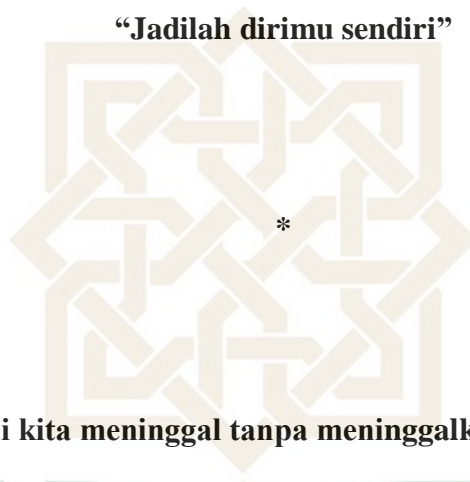 “Jadilah dirimu sendiri”
*
i kita meninggal tanpa meninggalk